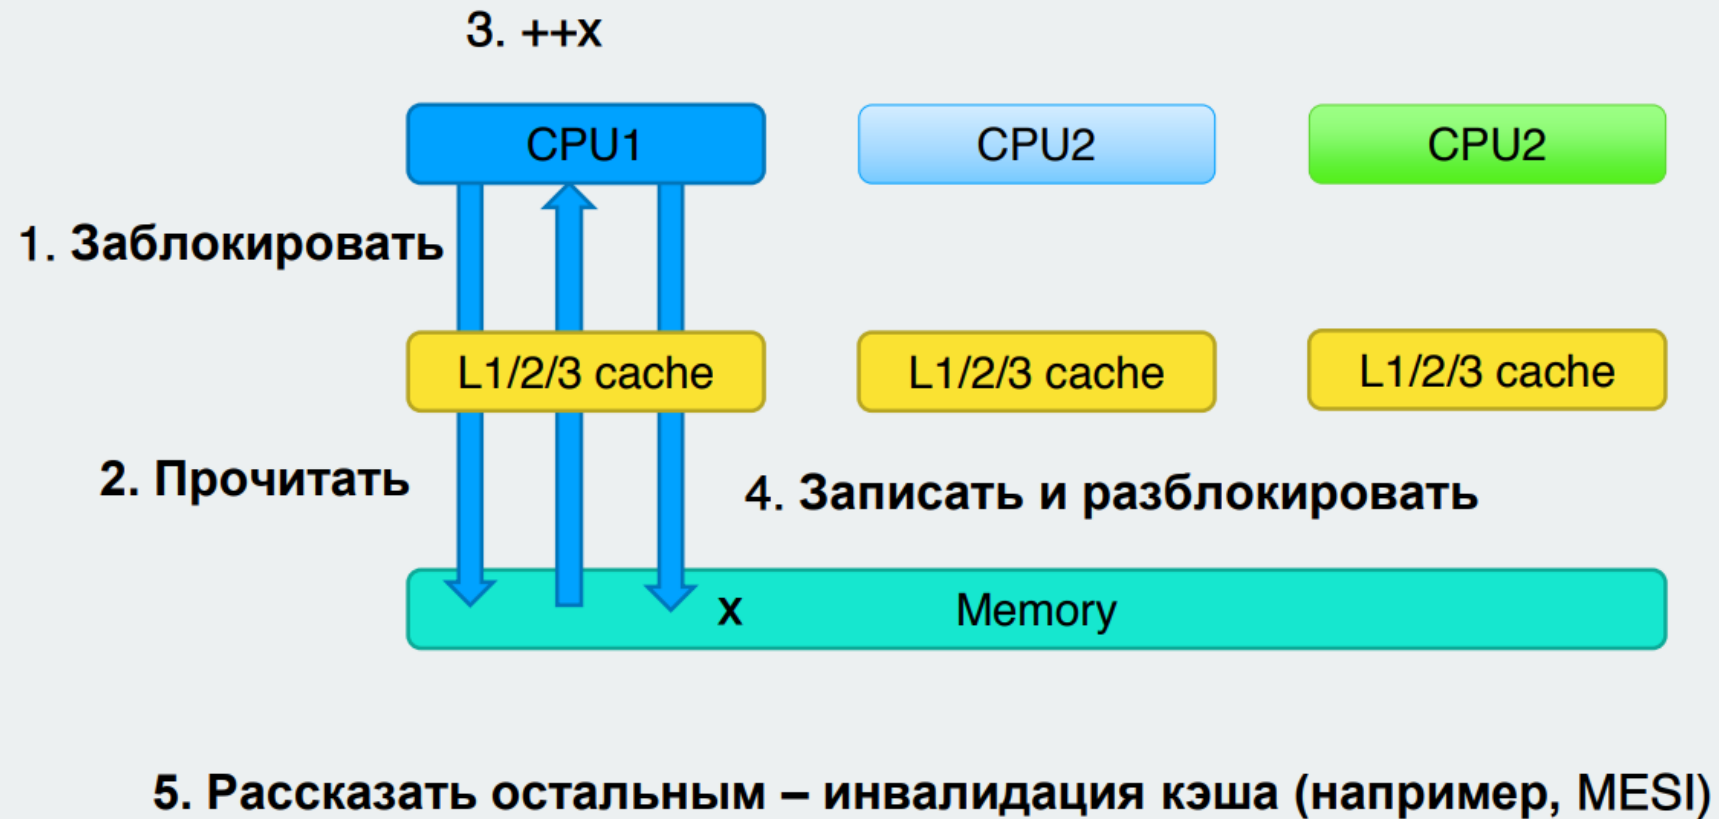 3. ++x
CPU1
CPU2
CPU2
1. Заблокировать
L1/2/3 cache
L1/2/3 cache
L1/2/3 cache
2. Прочитать
4. Записать и разблокировать
x
Memory
5. Рассказать остальным – инвалидация кэша (например, MESI)